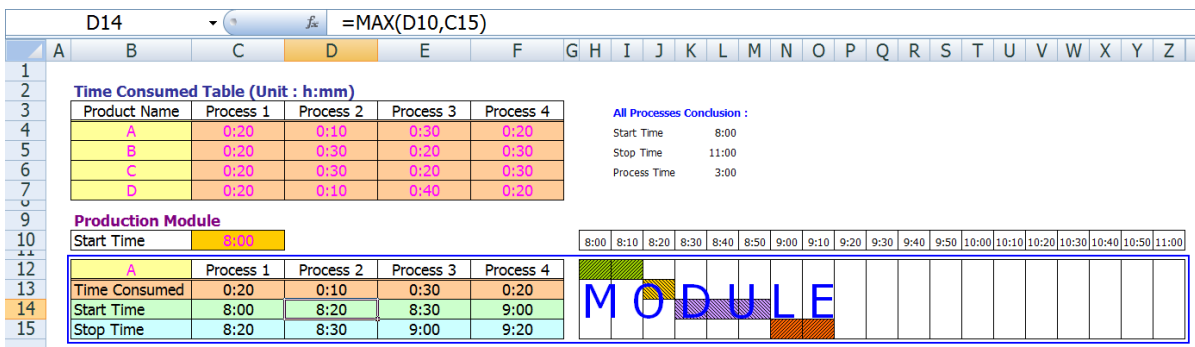 D14 fx =MAX(D10,C15)
A B C D E F G H I J K L M N O P Q R S T U V W X Y Z
1
2 Time Consumed Table (Unit : h:mm)
3 Product Name Process 1 Process 2 Process 3 Process 4 All Processes Conclusion :
4 A 0:20 0:10 0:30 0:20 Start Time 8:00
5 B 0:20 0:30 0:20 0:30 Stop Time 11:00
6 C 0:20 0:30 0:20 0:30 Process Time 3:00
7 D 0:20 0:10 0:40 0:20
8
9 Production Module
10 Start Time 8:00 8:00 8:10 8:20 8:30 8:40 8:50 9:00 9:10 9:20 9:30 9:40 9:50 10:00 10:10 10:20 10:30 10:40 10:50 11:00
11
12 A Process 1 Process 2 Process 3 Process 4
13 Time Consumed 0:20 0:10 0:30 0:20
14 Start Time 8:00 8:20 8:30 9:00 MODULE
15 Stop Time 8:20 8:30 9:00 9:20